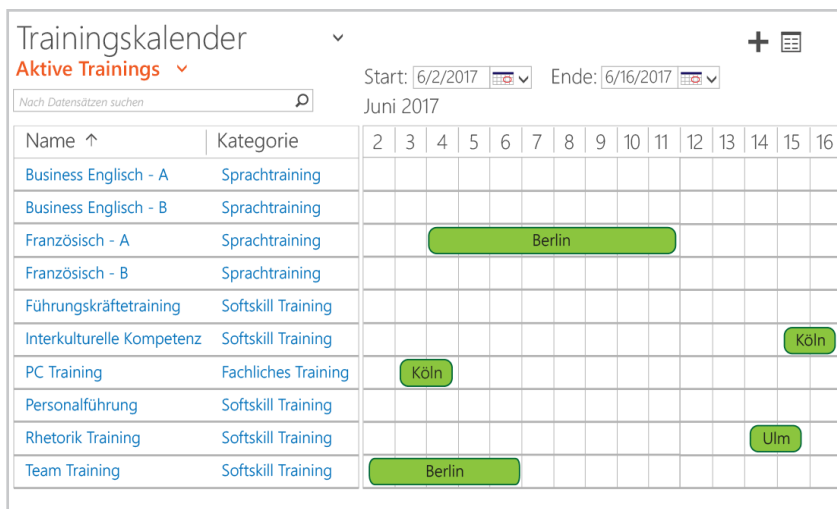 Trainingskalender
Aktive Trainings
Start: 6/2/2017 Ende: 6/16/2017
Nach Datensätzen suchen
Juni 2017
Name Kategorie 2 3 4 5 6 7 8 9 10 11 12 13 14 15 16
Business Englisch - A Sprachtraining
Business Englisch - B Sprachtraining
Französisch - A Sprachtraining Berlin
Französisch - B Sprachtraining
Führungskräftetraining Softskill Training
Interkulturelle Kompetenz Softskill Training Köln
PC Training Fachliches Training Köln
Personalführung Softskill Training
Rhetorik Training Softskill Training Ulm
Team Training Softskill Training Berlin